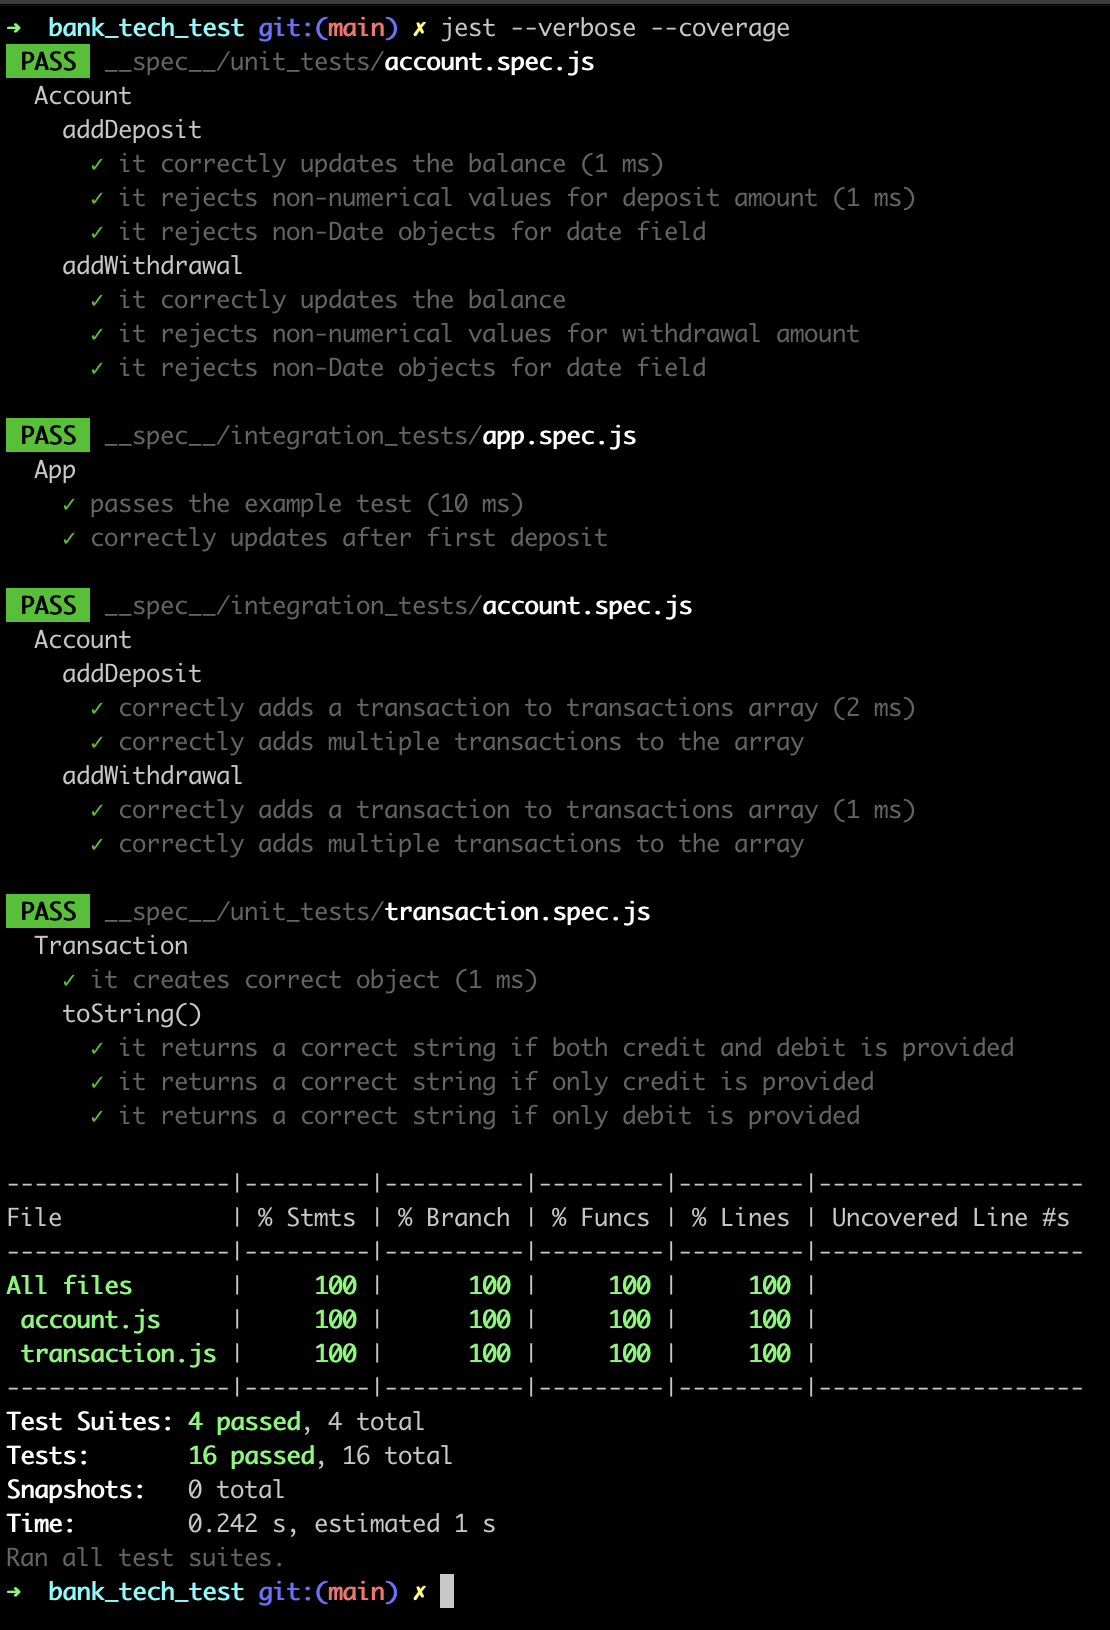 ➜  bank_tech_test git:(main) ✗ jest --verbose --coverage
 PASS  __spec__/unit_tests/account.spec.js
  Account
    addDeposit
      ✓ it correctly updates the balance (1 ms)
      ✓ it rejects non-numerical values for deposit amount (1 ms)
      ✓ it rejects non-Date objects for date field
    addWithdrawal
      ✓ it correctly updates the balance
      ✓ it rejects non-numerical values for withdrawal amount
      ✓ it rejects non-Date objects for date field

 PASS  __spec__/integration_tests/app.spec.js
  App
    ✓ passes the example test (10 ms)
    ✓ correctly updates after first deposit

 PASS  __spec__/integration_tests/account.spec.js
  Account
    addDeposit
      ✓ correctly adds a transaction to transactions array (2 ms)
      ✓ correctly adds multiple transactions to the array
    addWithdrawal
      ✓ correctly adds a transaction to transactions array (1 ms)
      ✓ correctly adds multiple transactions to the array

 PASS  __spec__/unit_tests/transaction.spec.js
  Transaction
    ✓ it creates correct object (1 ms)
    toString()
      ✓ it returns a correct string if both credit and debit is provided
      ✓ it returns a correct string if only credit is provided
      ✓ it returns a correct string if only debit is provided

----------------|---------|----------|---------|---------|-------------------
File            | % Stmts | % Branch | % Funcs | % Lines | Uncovered Line #s
----------------|---------|----------|---------|---------|-------------------
All files       |     100 |      100 |     100 |     100 |
 account.js     |     100 |      100 |     100 |     100 |
 transaction.js |     100 |      100 |     100 |     100 |
----------------|---------|----------|---------|---------|-------------------
Test Suites: 4 passed, 4 total
Tests:       16 passed, 16 total
Snapshots:   0 total
Time:        0.242 s, estimated 1 s
Ran all test suites.
➜  bank_tech_test git:(main) ✗